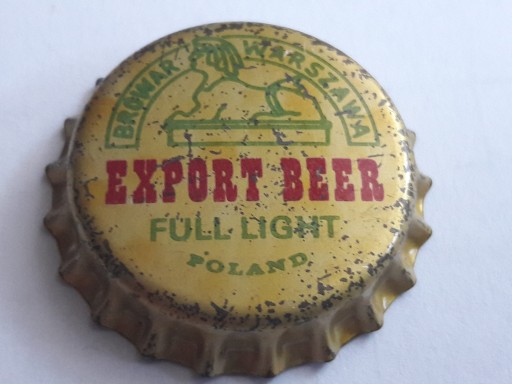 BROWAR WARSZAWA
EXPORT BEER
FULL LIGHT
POLAND